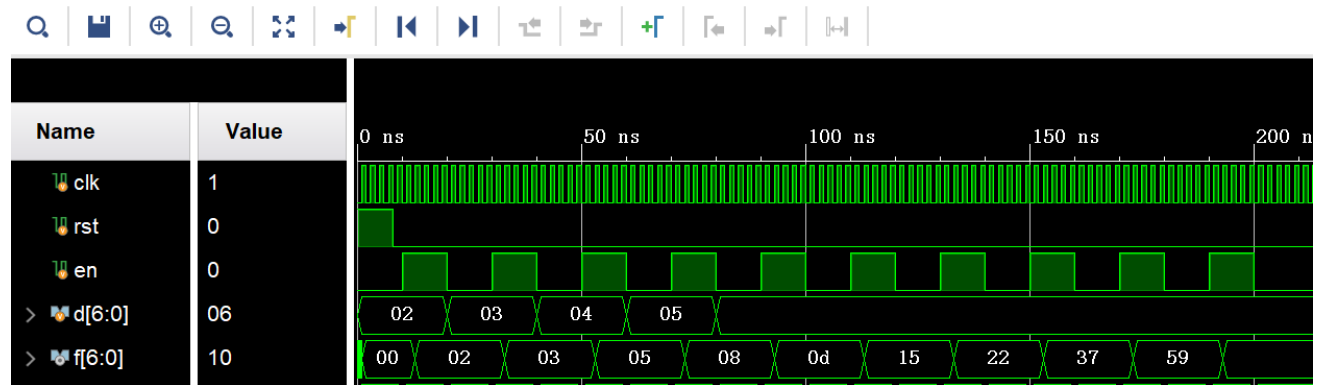 Name Value 0 ns 50 ns 100 ns 150 ns 200 n
clk 1
rst 0
en 0
d[6:0] 06 02 03 04 05
f[6:0] 10 00 02 03 05 08 0d 15 22 37 59